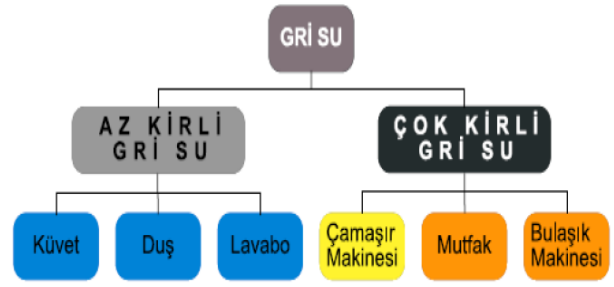 GRİ SU
AZ KİRLİ
GRİ SU
ÇOK KİRLİ
GRİ SU
Küvet
Duş
Lavabo
Çamaşır
Makinesi
Mutfak
Bulaşık
Makinesi